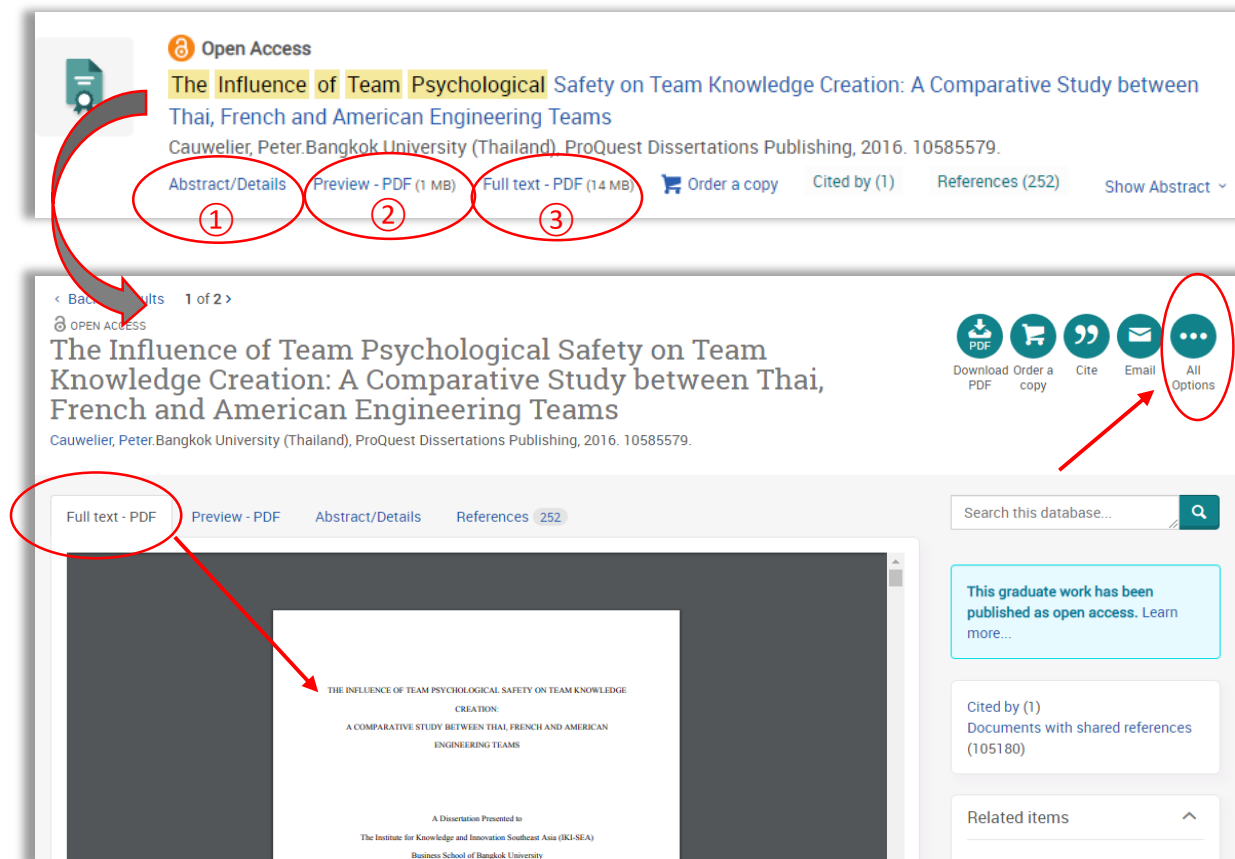 Open Access
The Influence of Team Psychological Safety on Team Knowledge Creation: A Comparative Study between
Thai, French and American Engineering Teams
Cauwelier, Peter.Bangkok University (Thailand), ProQuest Dissertations Publishing, 2016. 10585579.
Abstract/Details Preview - PDF (1 MB) Full text - PDF (14 MB) Order a copy Cited by (1) References (252) Show Abstract
① ② ③
1 of 2 >
OPEN ACCESS
The Influence of Team Psychological Safety on Team
Knowledge Creation: A Comparative Study between Thai,
French and American Engineering Teams
Cauwelier, Peter.Bangkok University (Thailand), ProQuest Dissertations Publishing, 2016. 10585579.
PDF
Download PDF
Order a copy
Cite
Email
All Options
Full text - PDF Preview - PDF Abstract/Details References 252
Search this database...
This graduate work has been
published as open access. Learn
more...
Cited by (1)
Documents with shared references
(105180)
Related items
THE INFLUENCE OF TEAM PSYCHOLOGICAL SAFETY ON TEAM KNOWLEDGE
CREATION:
A COMPARATIVE STUDY BETWEEN THAI, FRENCH AND AMERICAN
ENGINEERING TEAMS
A Dissertation Presented to
The Institute for Knowledge and Innovation Southeast Asia (IKI-SEA)
Business School of Bangkok University